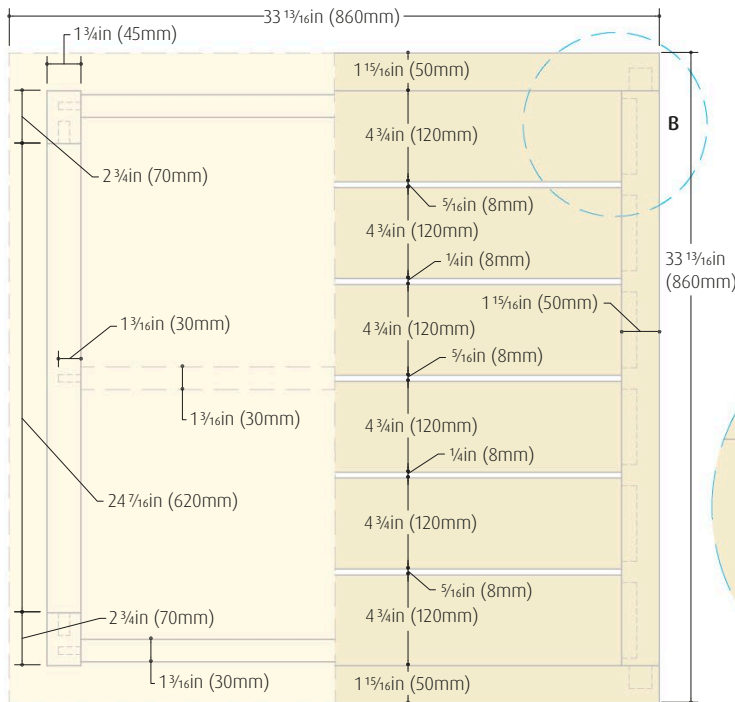 33 13/16in (860mm)
1 3/4in (45mm)
1 15/16in (50mm)
4 3/4in (120mm)
B
2 3/4in (70mm)
5/16in (8mm)
4 3/4in (120mm)
1/4in (8mm)
33 13/16in
(860mm)
1 15/16in (50mm)
1 3/16in (30mm)
4 3/4in (120mm)
5/16in (8mm)
1 3/16in (30mm)
4 3/4in (120mm)
1/4in (8mm)
24 7/16in (620mm)
4 3/4in (120mm)
5/16in (8mm)
2 3/4in (70mm)
4 3/4in (120mm)
1 3/16in (30mm)
1 15/16in (50mm)